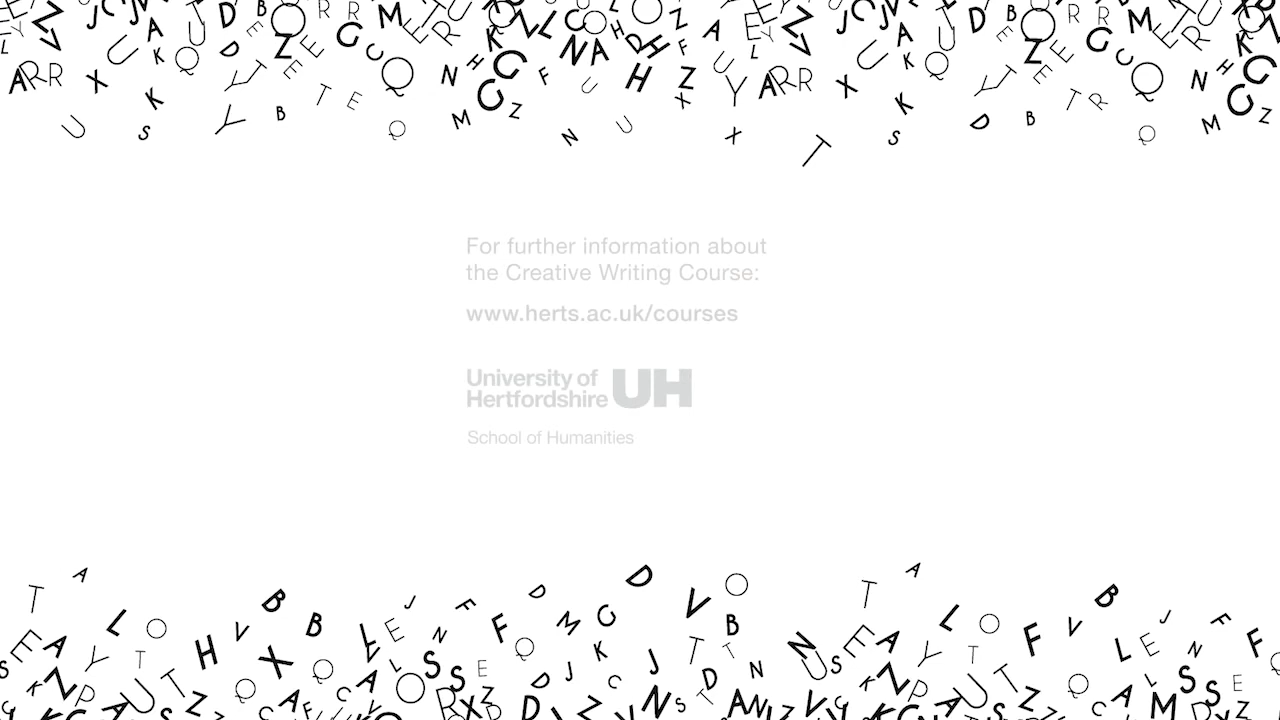 For further information about
the Creative Writing Course:
www.herts.ac.uk/courses
University of
Hertfordshire UH
School of Humanities